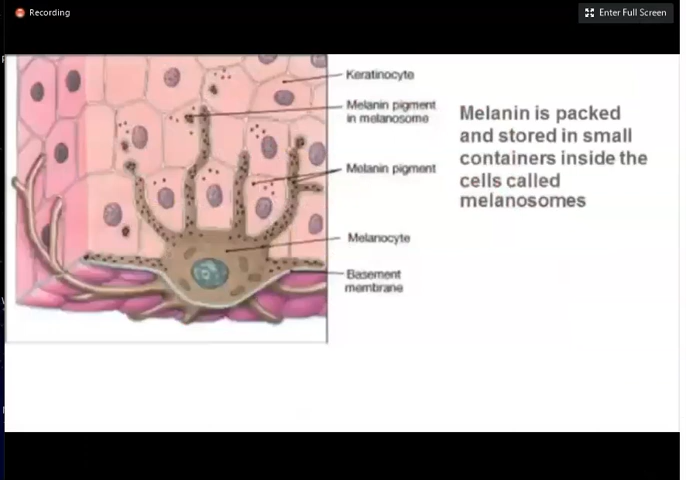 Recording
Enter Full Screen
Keratinocyte
Melanin pigment
in melanosome
Melanin pigment
Melanocyte
Basement
membrane
Melanin is packed
and stored in small
containers inside the
cells called
melanosomes